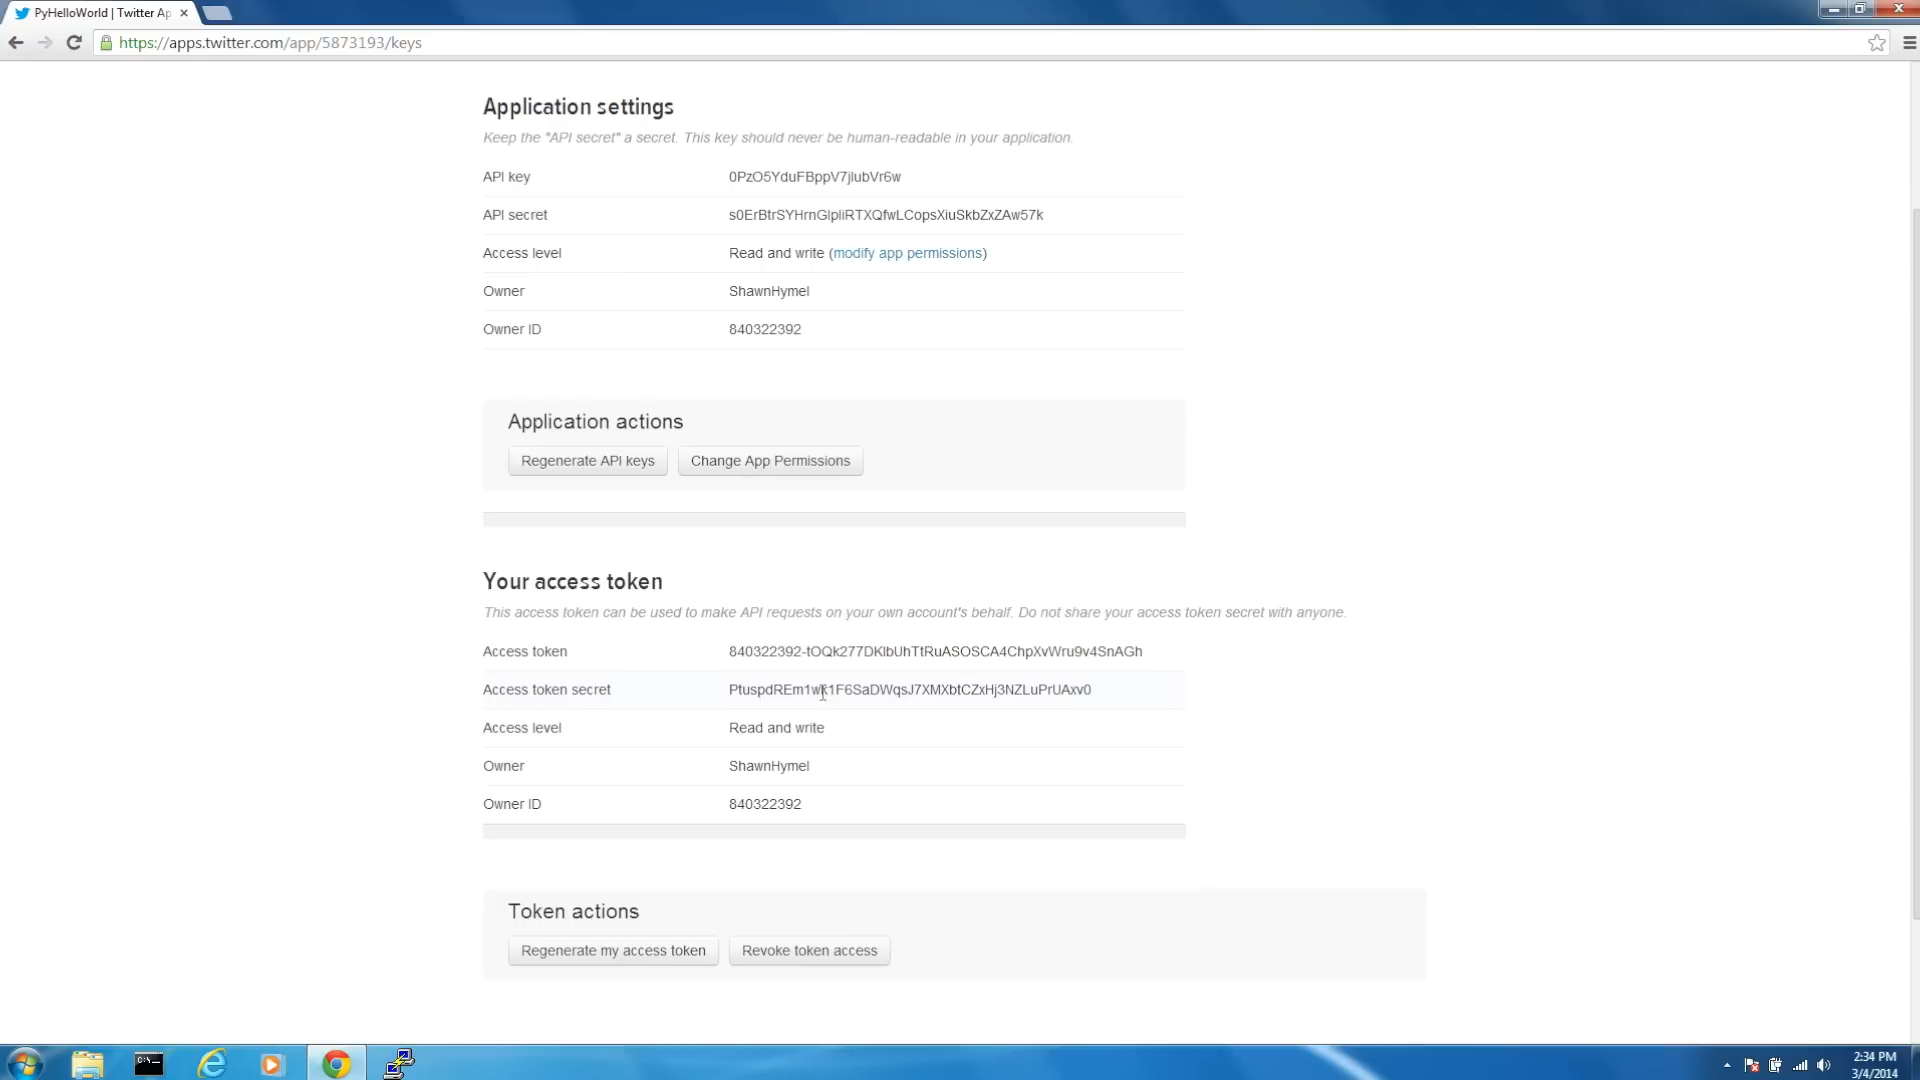 PyHelloWorld | Twitter Ap
https://apps.twitter.com/app/5873193/keys
Application settings
Keep the "API secret" a secret. This key should never be human-readable in your application.
API key
API secret
Access level Read and write (modify app permissions)
Owner ShawnHymel
Owner ID 840322392
Application actions
Regenerate API keys Change App Permissions
Your access token
This access token can be used to make API requests on your own account's behalf. Do not share your access token secret with anyone.
Access token
Access token secret
Access level Read and write
Owner ShawnHymel
Owner ID 840322392
Token actions
Regenerate my access token Revoke token access
C:\.
2:34 PM
3/4/2014